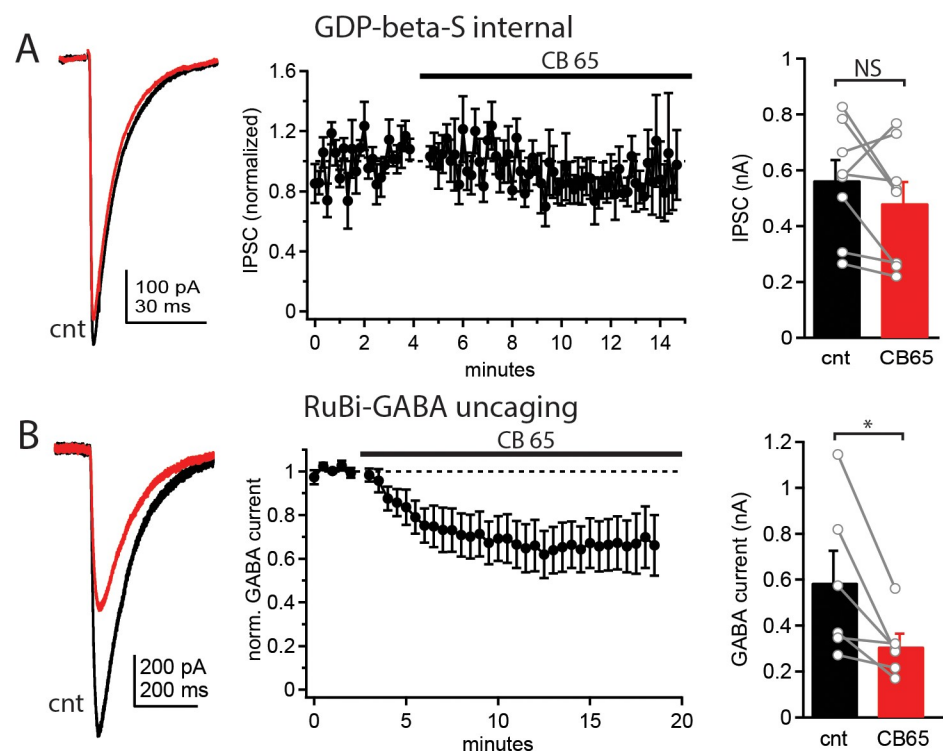 A
GDP-beta-S internal
cnt
100 pA
30 ms
CB 65
IPSC (normalized)
1.6
1.2
1
0.8
0.4
0
0 2 4 6 8 10 12 14
minutes
NS
IPSC (nA)
1
0.8
0.6
0.4
0.2
0
cnt CB65
B
RuBi-GABA uncaging
cnt
200 pA
200 ms
CB 65
norm. GABA current
1
0.8
0.6
0.4
0.2
0
0 5 10 15 20
minutes
*
GABA current (nA)
1.2
1
0.8
0.6
0.4
0.2
0
cnt CB65